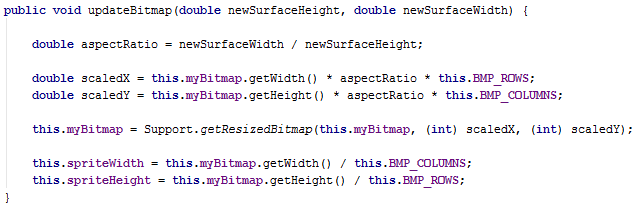 public void updateBitmap(double newSurfaceHeight, double newSurfaceWidth) {
double aspectRatio = newSurfaceWidth / newSurfaceHeight;
double scaledX = this.myBitmap.getWidth() * aspectRatio * this.BMP_ROWS;
double scaledY = this.myBitmap.getHeight() * aspectRatio * this.BMP_COLUMNS;
this.myBitmap = Support.getResizedBitmap(this.myBitmap, (int) scaledX, (int) scaledY);
this.spriteWidth = this.myBitmap.getWidth() / this.BMP_COLUMNS;
this.spriteHeight = this.myBitmap.getHeight() / this.BMP_ROWS;
}